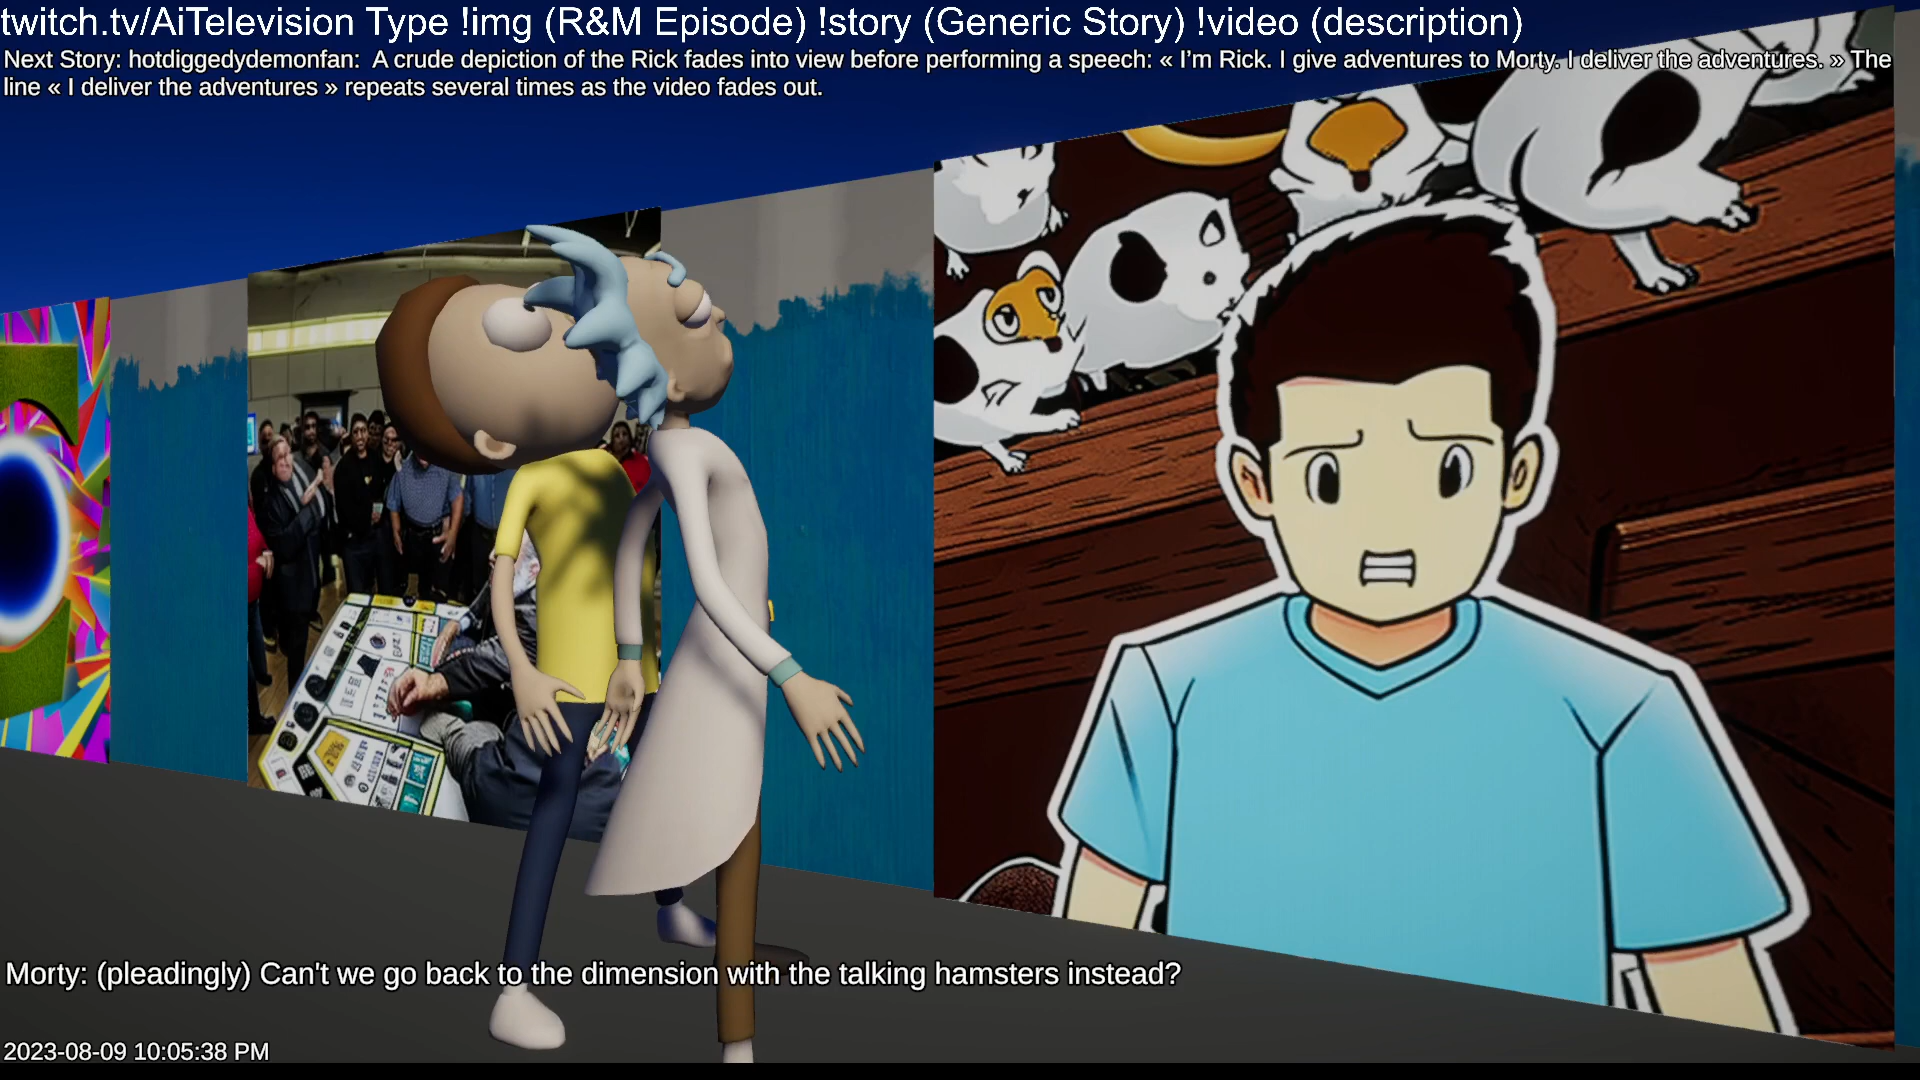 twitch.tv/AiTelevision Type !img (R&M Episode) !story (Generic Story) !video (description)
Next Story: hotdiggedydemonfan:  A crude depiction of the Rick fades into view before performing a speech: « I’m Rick. I give adventures to Morty. I deliver the adventures. » The
line « I deliver the adventures » repeats several times as the video fades out.
Morty: (pleadingly) Can't we go back to the dimension with the talking hamsters instead?
2023-08-09 10:05:38 PM